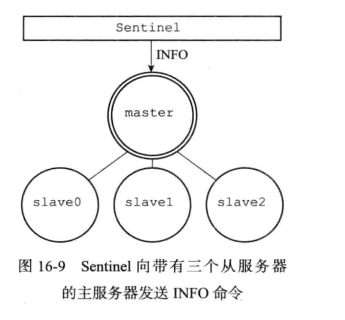 Sentinel
INFO
master
slave0
slave1
slave2
图 16-9 Sentinel 向带有三个从服务器
的主服务器发送 INFO 命令